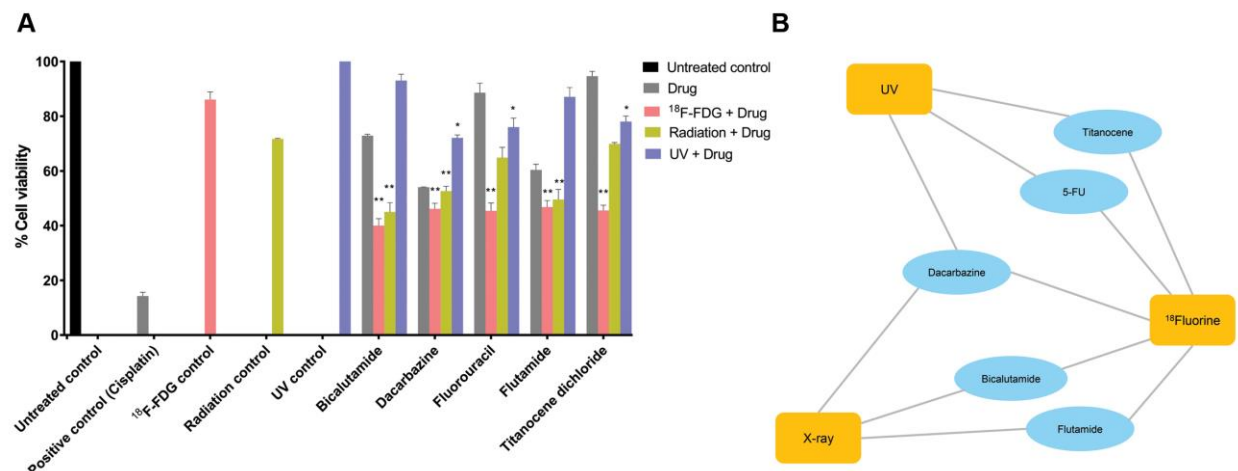 A
B
% Cell viability
100
80
60
40
20
0
Untreated control
Drug
¹⁸F-FDG + Drug
Radiation + Drug
UV + Drug
**
**
**
**
*
**
*
**
**
**
*
Untreated control
Positive control (Cisplatin)
¹⁸F-FDG control
Radiation control
UV control
Bicalutamide
Dacarbazine
Fluorouracil
Flutamide
Titanocene dichloride
UV
Titanocene
5-FU
Dacarbazine
¹⁸Fluorine
Bicalutamide
X-ray
Flutamide